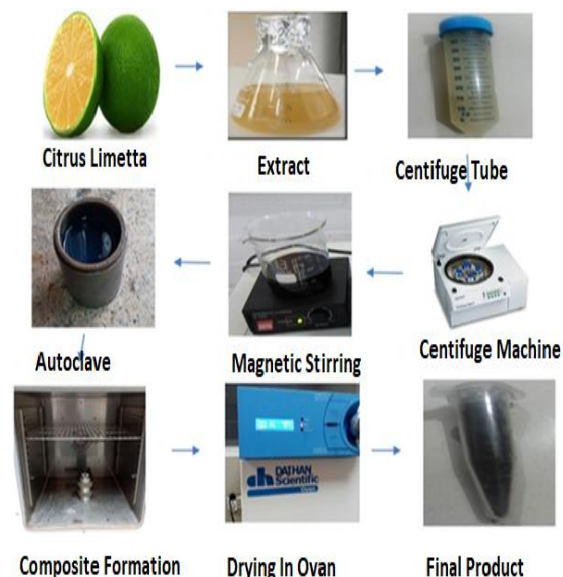 Citrus Limetta
Extract
Centifuge Tube
Autoclave
Magnetic Stirring
Centifuge Machine
DATHAN
Scientific
Composite Formation
Drying In Ovan
Final Product